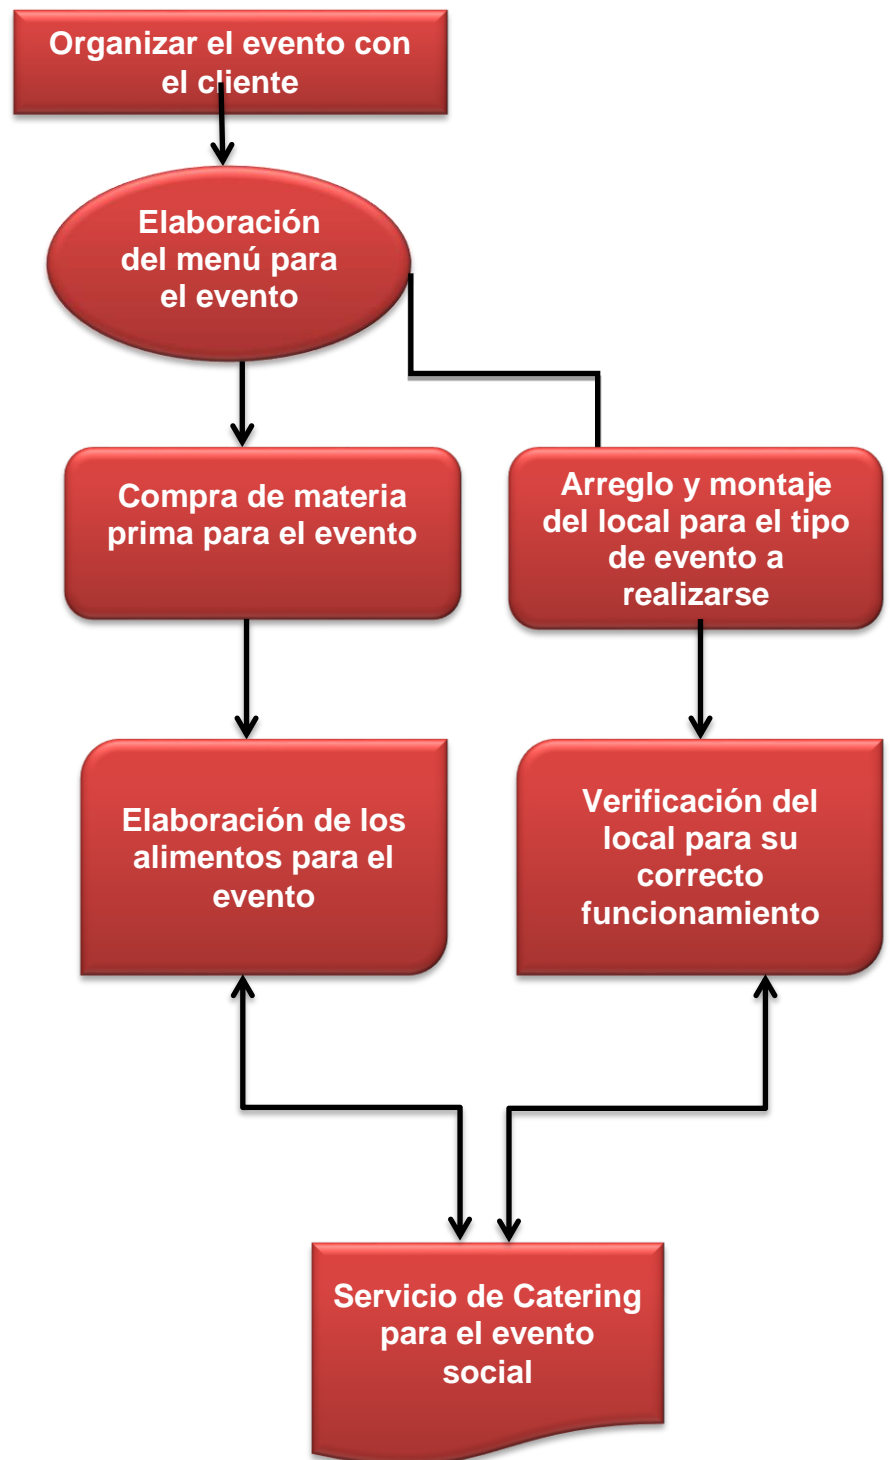 Organizar el evento con
el cliente
Elaboración
del menú para
el evento
Compra de materia
prima para el evento
Arreglo y montaje
del local para el tipo
de evento a
realizarse
Elaboración de los
alimentos para el
evento
Verificación del
local para su
correcto
funcionamiento
Servicio de Catering
para el evento
social